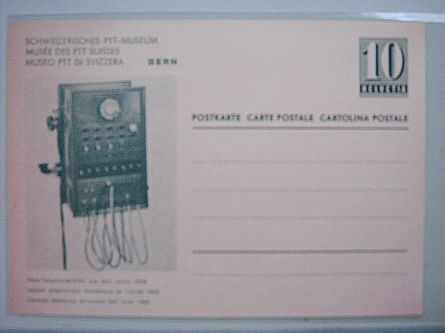 SCHWEIZERISCHES PTT-MUSEUM
MUSÉE DES PTT SUISSES
MUSEO PTT DI SVIZZERA BERN
10
HELVETIA
POSTKARTE CARTE POSTALE CARTOLINA POSTALE